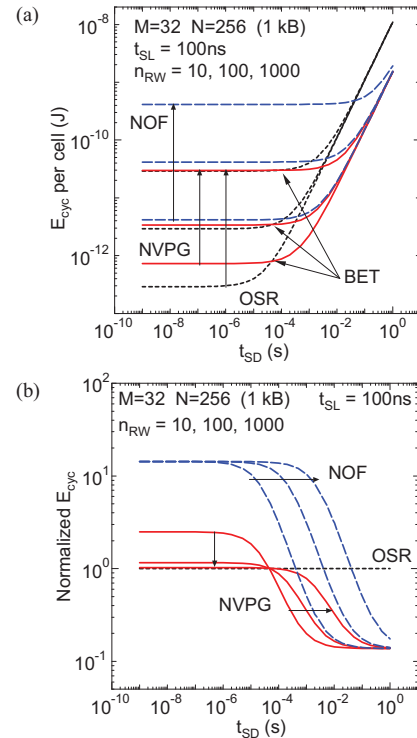 (a)
M=32 N=256 (1 kB)
t_SL = 100ns
n_RW = 10, 100, 1000
NOF
NVPG
OSR
BET
E_cyc per cell (J)
10^-8
10^-10
10^-12
10^-10 10^-8 10^-6 10^-4 10^-2 10^0
t_SD (s)
(b)
M=32 N=256 (1 kB) t_SL = 100ns
n_RW = 10, 100, 1000
NOF
OSR
NVPG
Normalized E_cyc
10^2
10^1
10^0
10^-1
10^-10 10^-8 10^-6 10^-4 10^-2 10^0
t_SD (s)